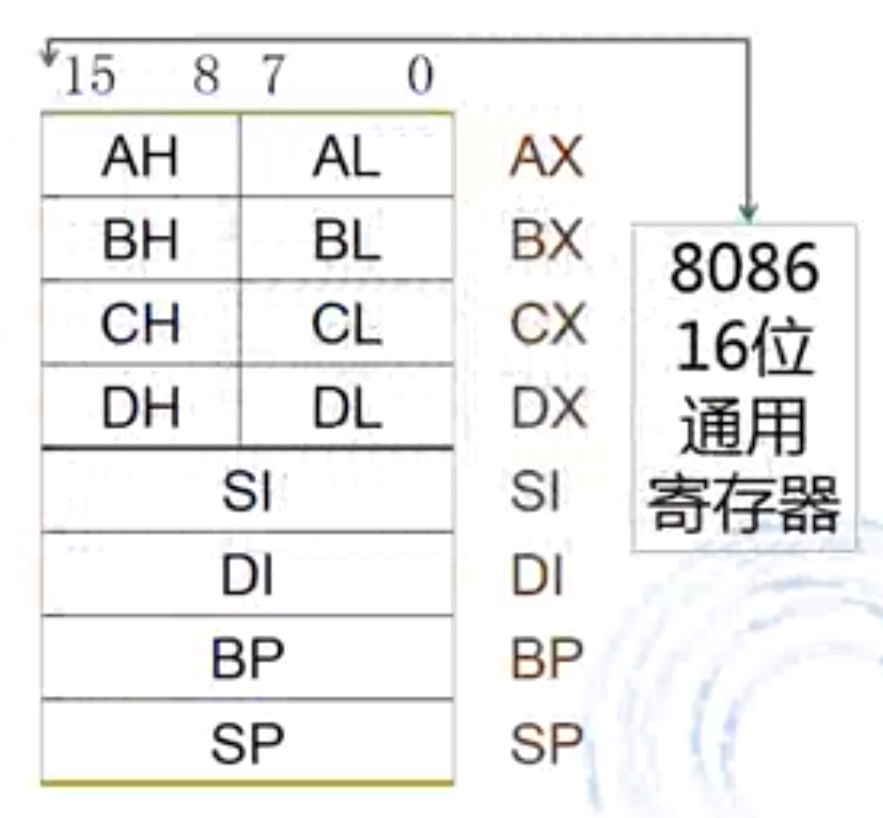 15 8 7 0
AH AL AX
BH BL BX
CH CL CX
DH DL DX
SI SI
DI DI
BP BP
SP SP
8086
16位
通用
寄存器